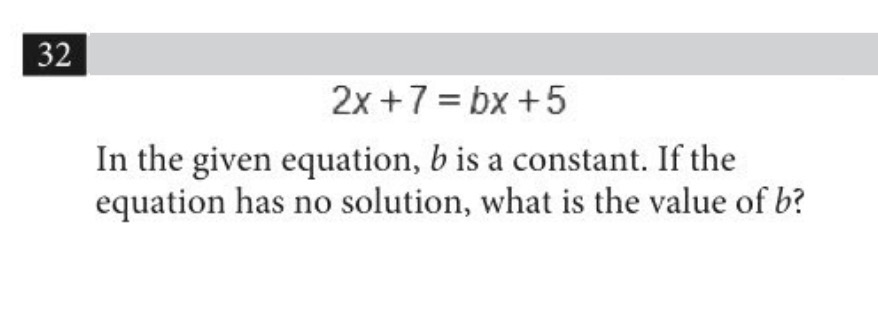 32
2x + 7 = bx + 5
In the given equation, b is a constant. If the
equation has no solution, what is the value of b?